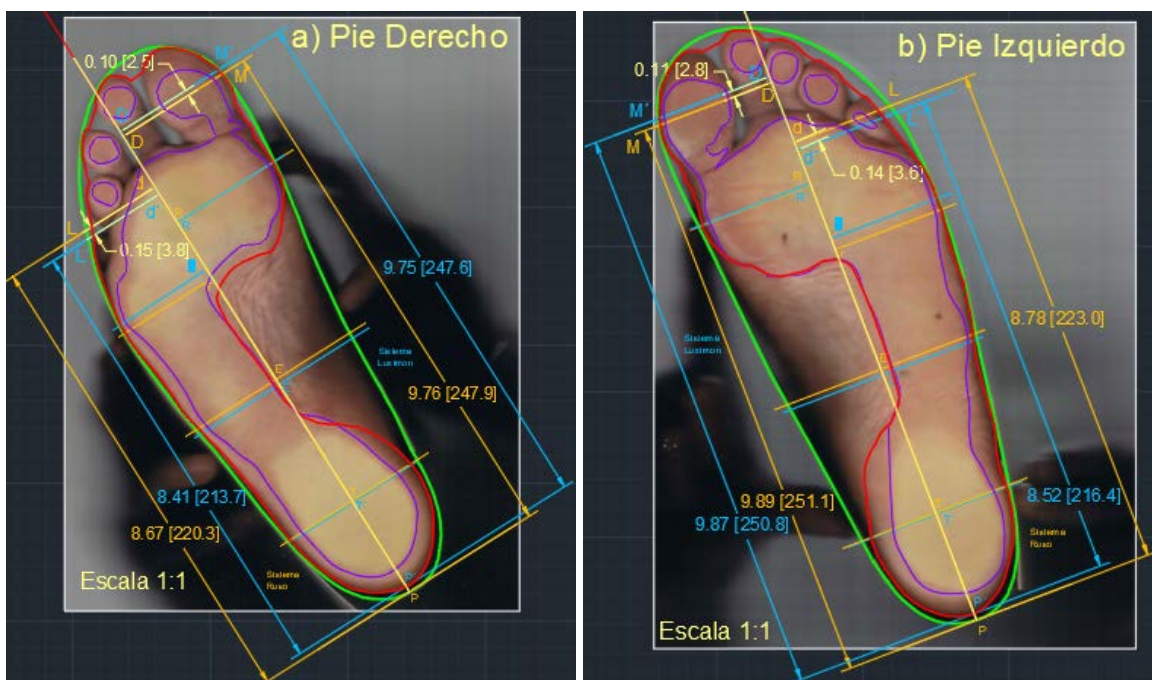 a) Pie Derecho
M´
0.10 [2.5]
M
D
d
d´
L
L´
R
R
0.15 [3.8]
9.75 [247.6]
Sistema
Lusimon
E
9.76 [247.9]
8.41 [213.7]
8.67 [220.3]
T
Sistema
Ruso
Escala 1:1
P
P
b) Pie Izquierdo
0.11 [2.8]
D
D
M´
M
L
L
d
d´
0.14 [3.6]
R
R
8.78 [223.0]
Sistema
Lusimon
E
9.89 [251.1]
9.87 [250.8]
8.52 [216.4]
T
Sistema
Ruso
P
P
Escala 1:1